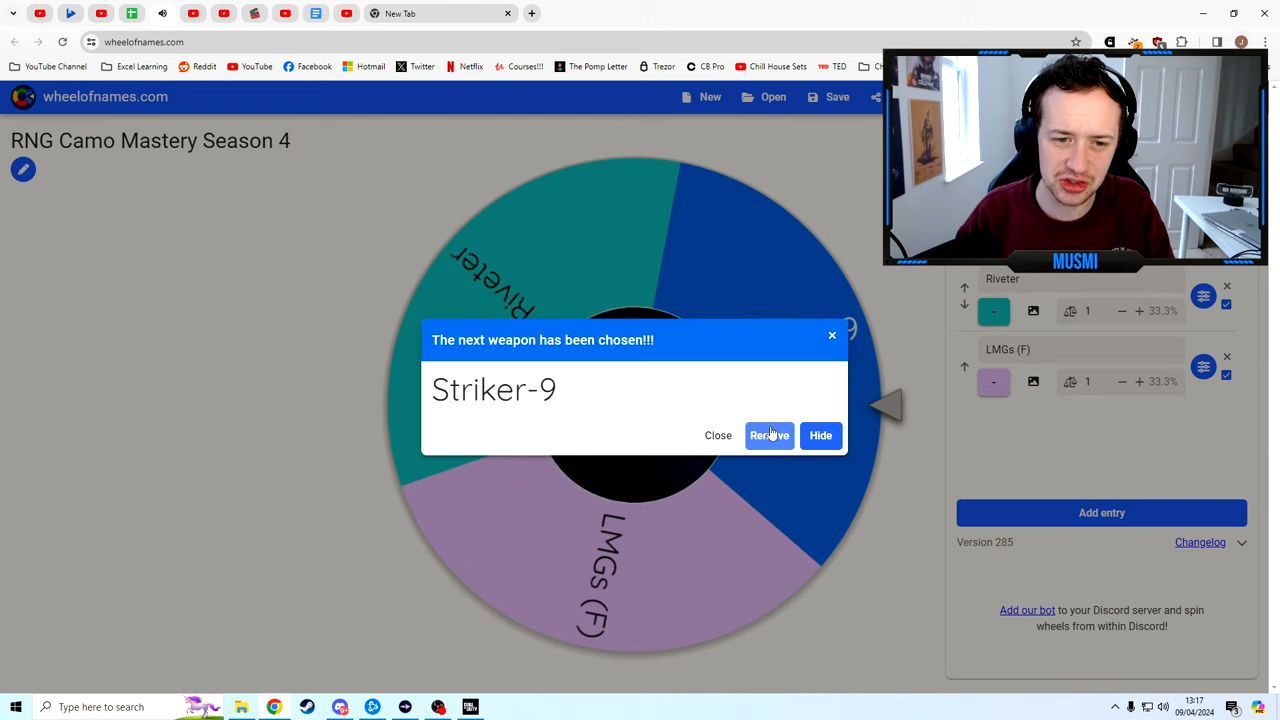 New Tab
wheelofnames.com
YouTube Channel
Excel Learning
Reddit
YouTube
Facebook
Hotmail
Twitter
Netflix
Courses!!!
The Pomp Letter
Trezor
CB Pro
Chill House Sets
TED
wheelofnames.com
New
Open
Save
RNG Camo Mastery Season 4
MUSMI
Riveter
LMGs (F)
9
The next weapon has been chosen!!!
Striker-9
Close
Hide
Riveter
1
33.3%
LMGs (F)
1
33.3%
Add entry
Version 285
Changelog
Add our bot to your Discord server and spin
wheels from within Discord!
Type here to search
13:17
09/04/2024